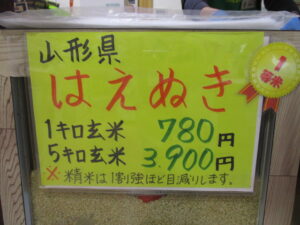 山形県
はえぬき
1キロ玄米 780円
5キロ玄米 3,900円
※ 精米は1割強ほど目減りします。
1
等米